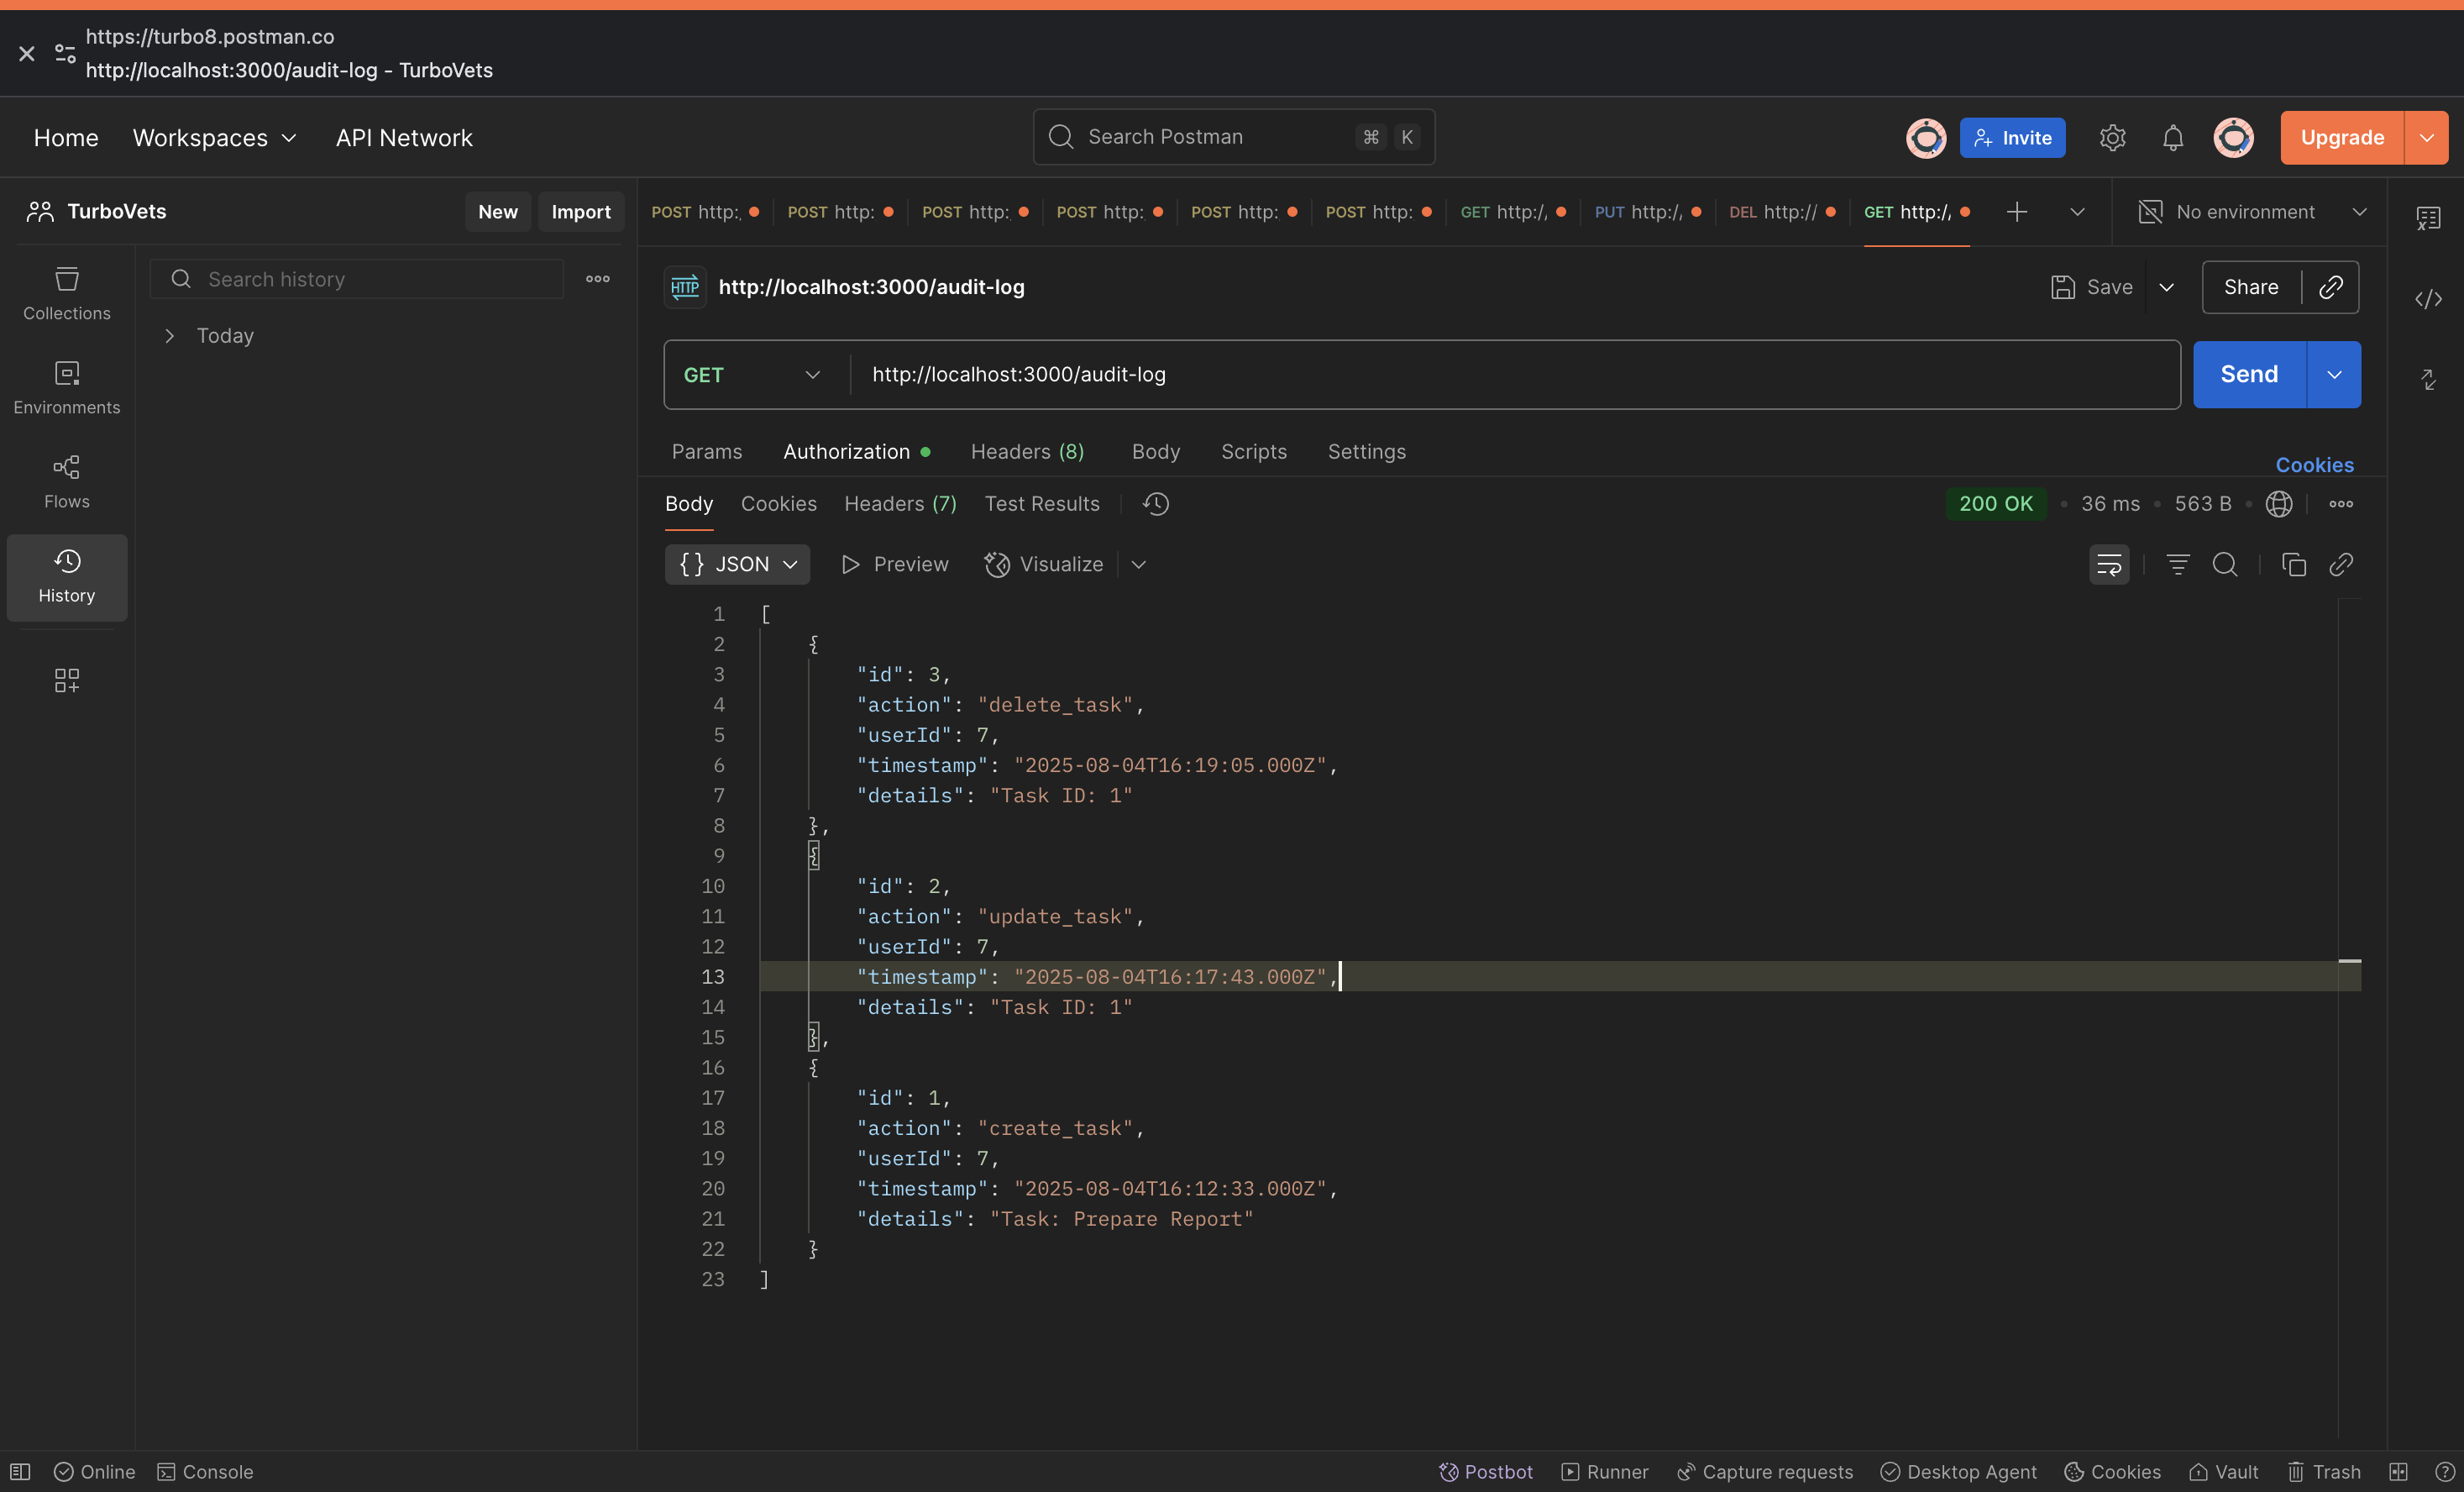 https://turbo8.postman.co
http://localhost:3000/audit-log - TurboVets
Home Workspaces API Network Search Postman ⌘ K Invite Upgrade
TurboVets New Import
POST http:, POST http: POST http: POST http: POST http: POST http: GET http:/, PUT http:/, DEL http:// GET http:/, No environment
Collections
Environments
Flows
History
Search history
Today
HTTP http://localhost:3000/audit-log Save Share
GET http://localhost:3000/audit-log Send
Params Authorization Headers (8) Body Scripts Settings Cookies
Body Cookies Headers (7) Test Results 200 OK • 36 ms • 563 B
{} JSON Preview Visualize
1 [
2 {
3 "id": 3,
4 "action": "delete_task",
5 "userId": 7,
6 "timestamp": "2025-08-04T16:19:05.000Z",
7 "details": "Task ID: 1"
8 },
9 {
10 "id": 2,
11 "action": "update_task",
12 "userId": 7,
13 "timestamp": "2025-08-04T16:17:43.000Z",
14 "details": "Task ID: 1"
15 },
16 {
17 "id": 1,
18 "action": "create_task",
19 "userId": 7,
20 "timestamp": "2025-08-04T16:12:33.000Z",
21 "details": "Task: Prepare Report"
22 }
23 ]
Online Console Postbot Runner Capture requests Desktop Agent Cookies Vault Trash